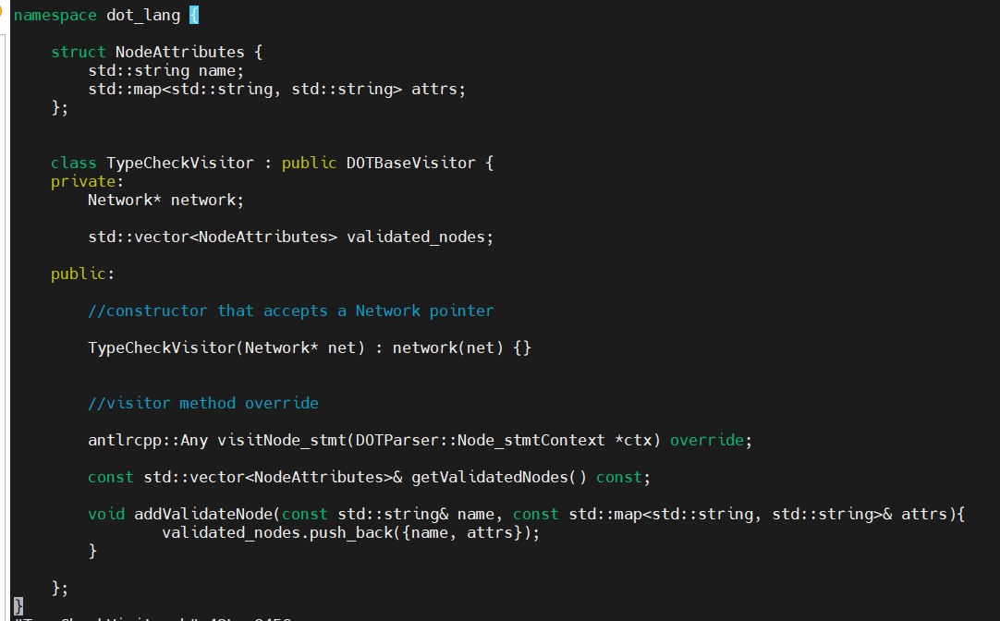 namespace dot_lang {
struct NodeAttributes {
std::string name;
std::map<std::string, std::string> attrs;
};
class TypeCheckVisitor : public DOTBaseVisitor {
private:
Network* network;
std::vector<NodeAttributes> validated_nodes;
public:
//constructor that accepts a Network pointer
TypeCheckVisitor(Network* net) : network(net) {}
//visitor method override
antlrcpp::Any visitNode_stmt(DOTParser::Node_stmtContext *ctx) override;
const std::vector<NodeAttributes>& getValidatedNodes() const;
void addValidateNode(const std::string& name, const std::map<std::string, std::string>& attrs){
validated_nodes.push_back({name, attrs});
}
};
}